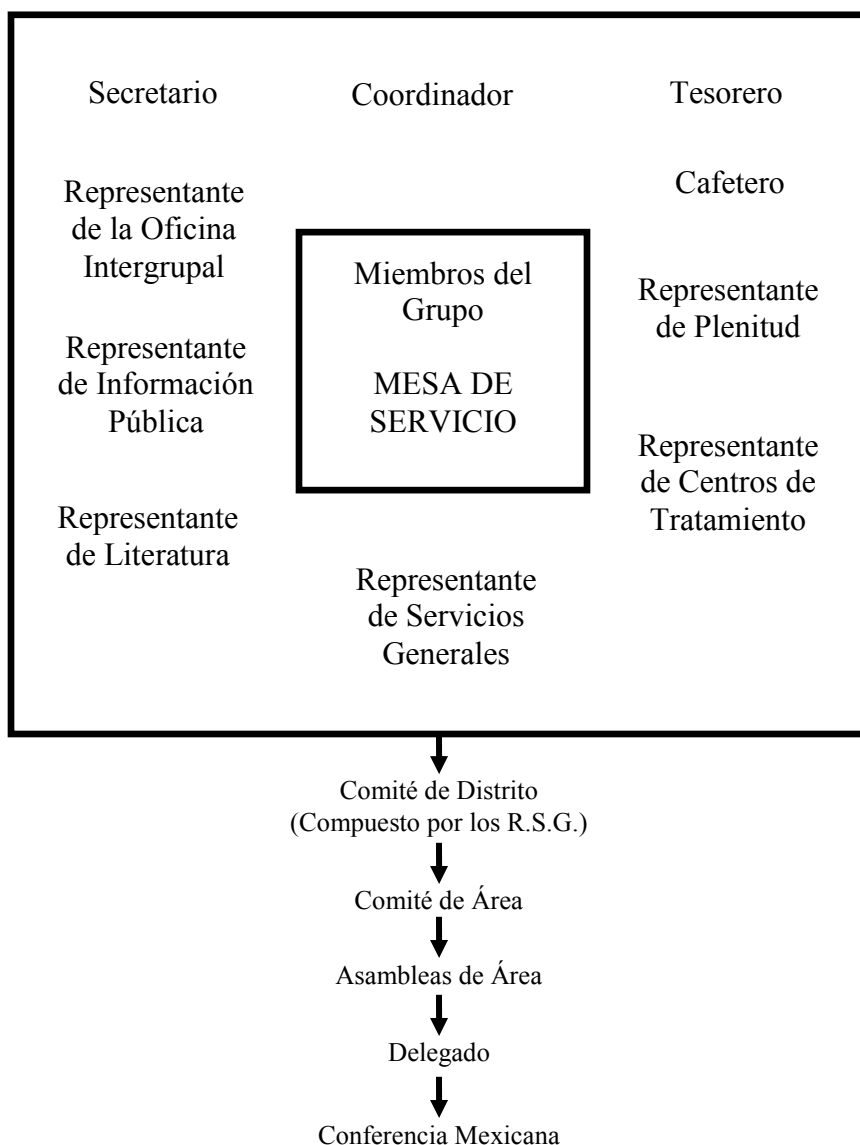 Secretario
Coordinador
Tesorero
Cafetero
Representante
de la Oficina
Intergrupal
Miembros del
Grupo
MESA DE
SERVICIO
Representante
de Plenitud
Representante
de Información
Pública
Representante
de Centros de
Tratamiento
Representante
de Literatura
Representante
de Servicios
Generales
Comité de Distrito
(Compuesto por los R.S.G.)
Comité de Área
Asambleas de Área
Delegado
Conferencia Mexicana